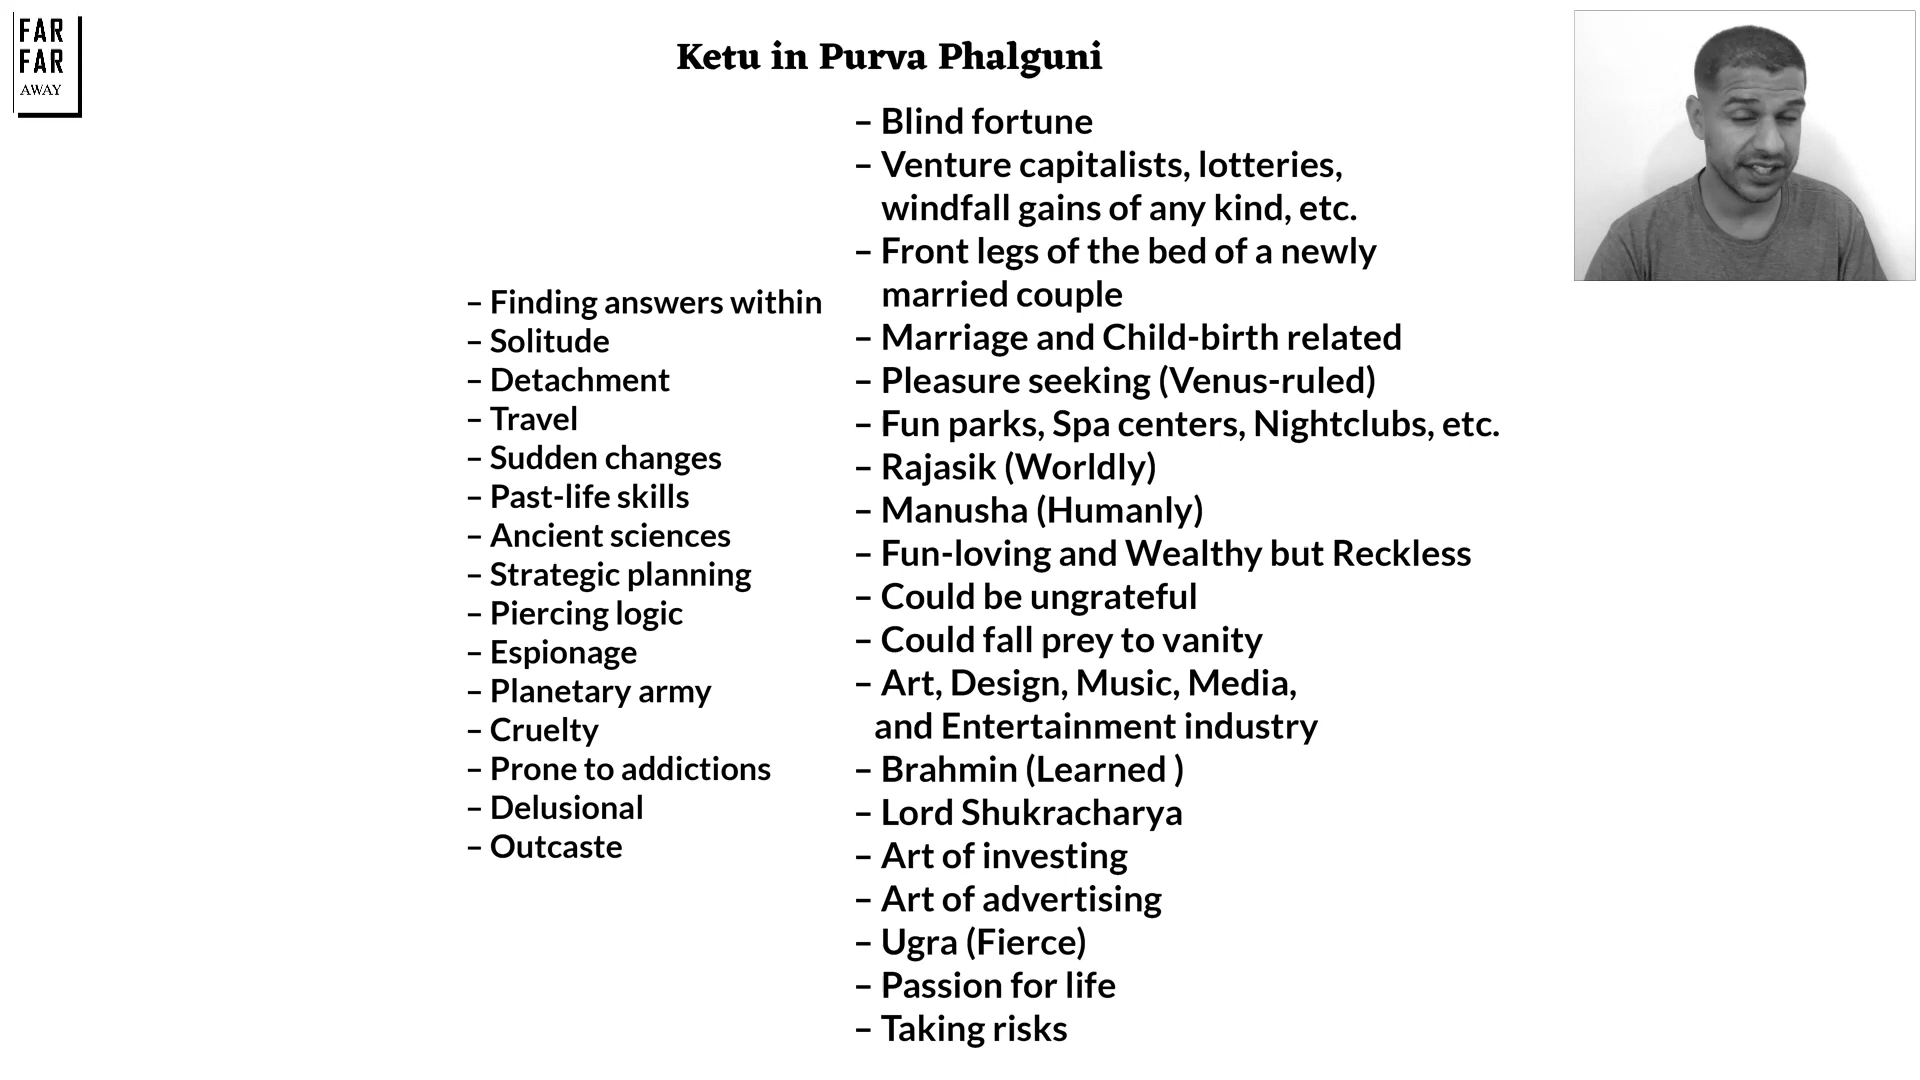 FAR
FAR
AWAY
Ketu in Purva Phalguni
– Finding answers within
– Solitude
– Detachment
– Travel
– Sudden changes
– Past-life skills
– Ancient sciences
– Strategic planning
– Piercing logic
– Espionage
– Planetary army
– Cruelty
– Prone to addictions
– Delusional
– Outcaste
– Blind fortune
– Venture capitalists, lotteries,
windfall gains of any kind, etc.
– Front legs of the bed of a newly
married couple
– Marriage and Child-birth related
– Pleasure seeking (Venus-ruled)
– Fun parks, Spa centers, Nightclubs, etc.
– Rajasik (Worldly)
– Manusha (Humanly)
– Fun-loving and Wealthy but Reckless
– Could be ungrateful
– Could fall prey to vanity
– Art, Design, Music, Media,
and Entertainment industry
– Brahmin (Learned )
– Lord Shukracharya
– Art of investing
– Art of advertising
– Ugra (Fierce)
– Passion for life
– Taking risks